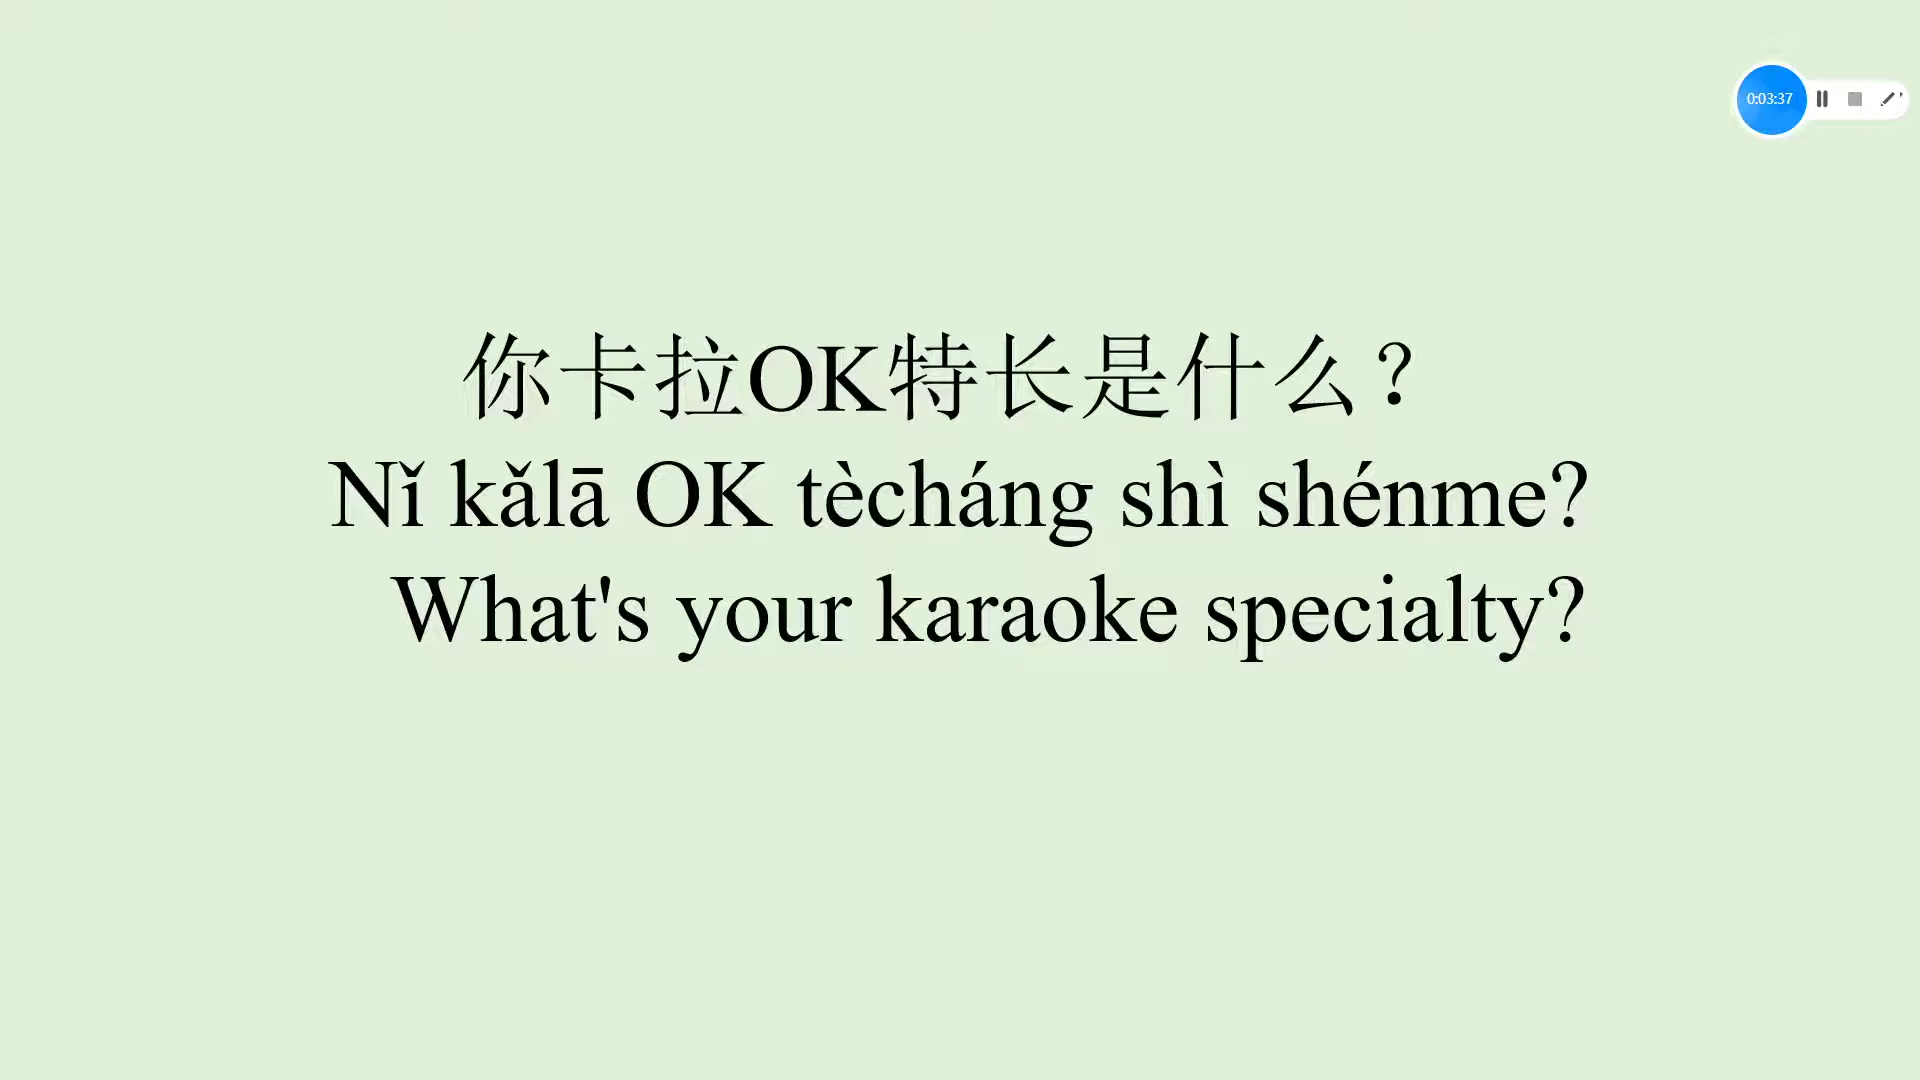 0:03:37
你卡拉OK特长是什么？
Nǐ kǎlā OK tècháng shì shénme?
What's your karaoke specialty?